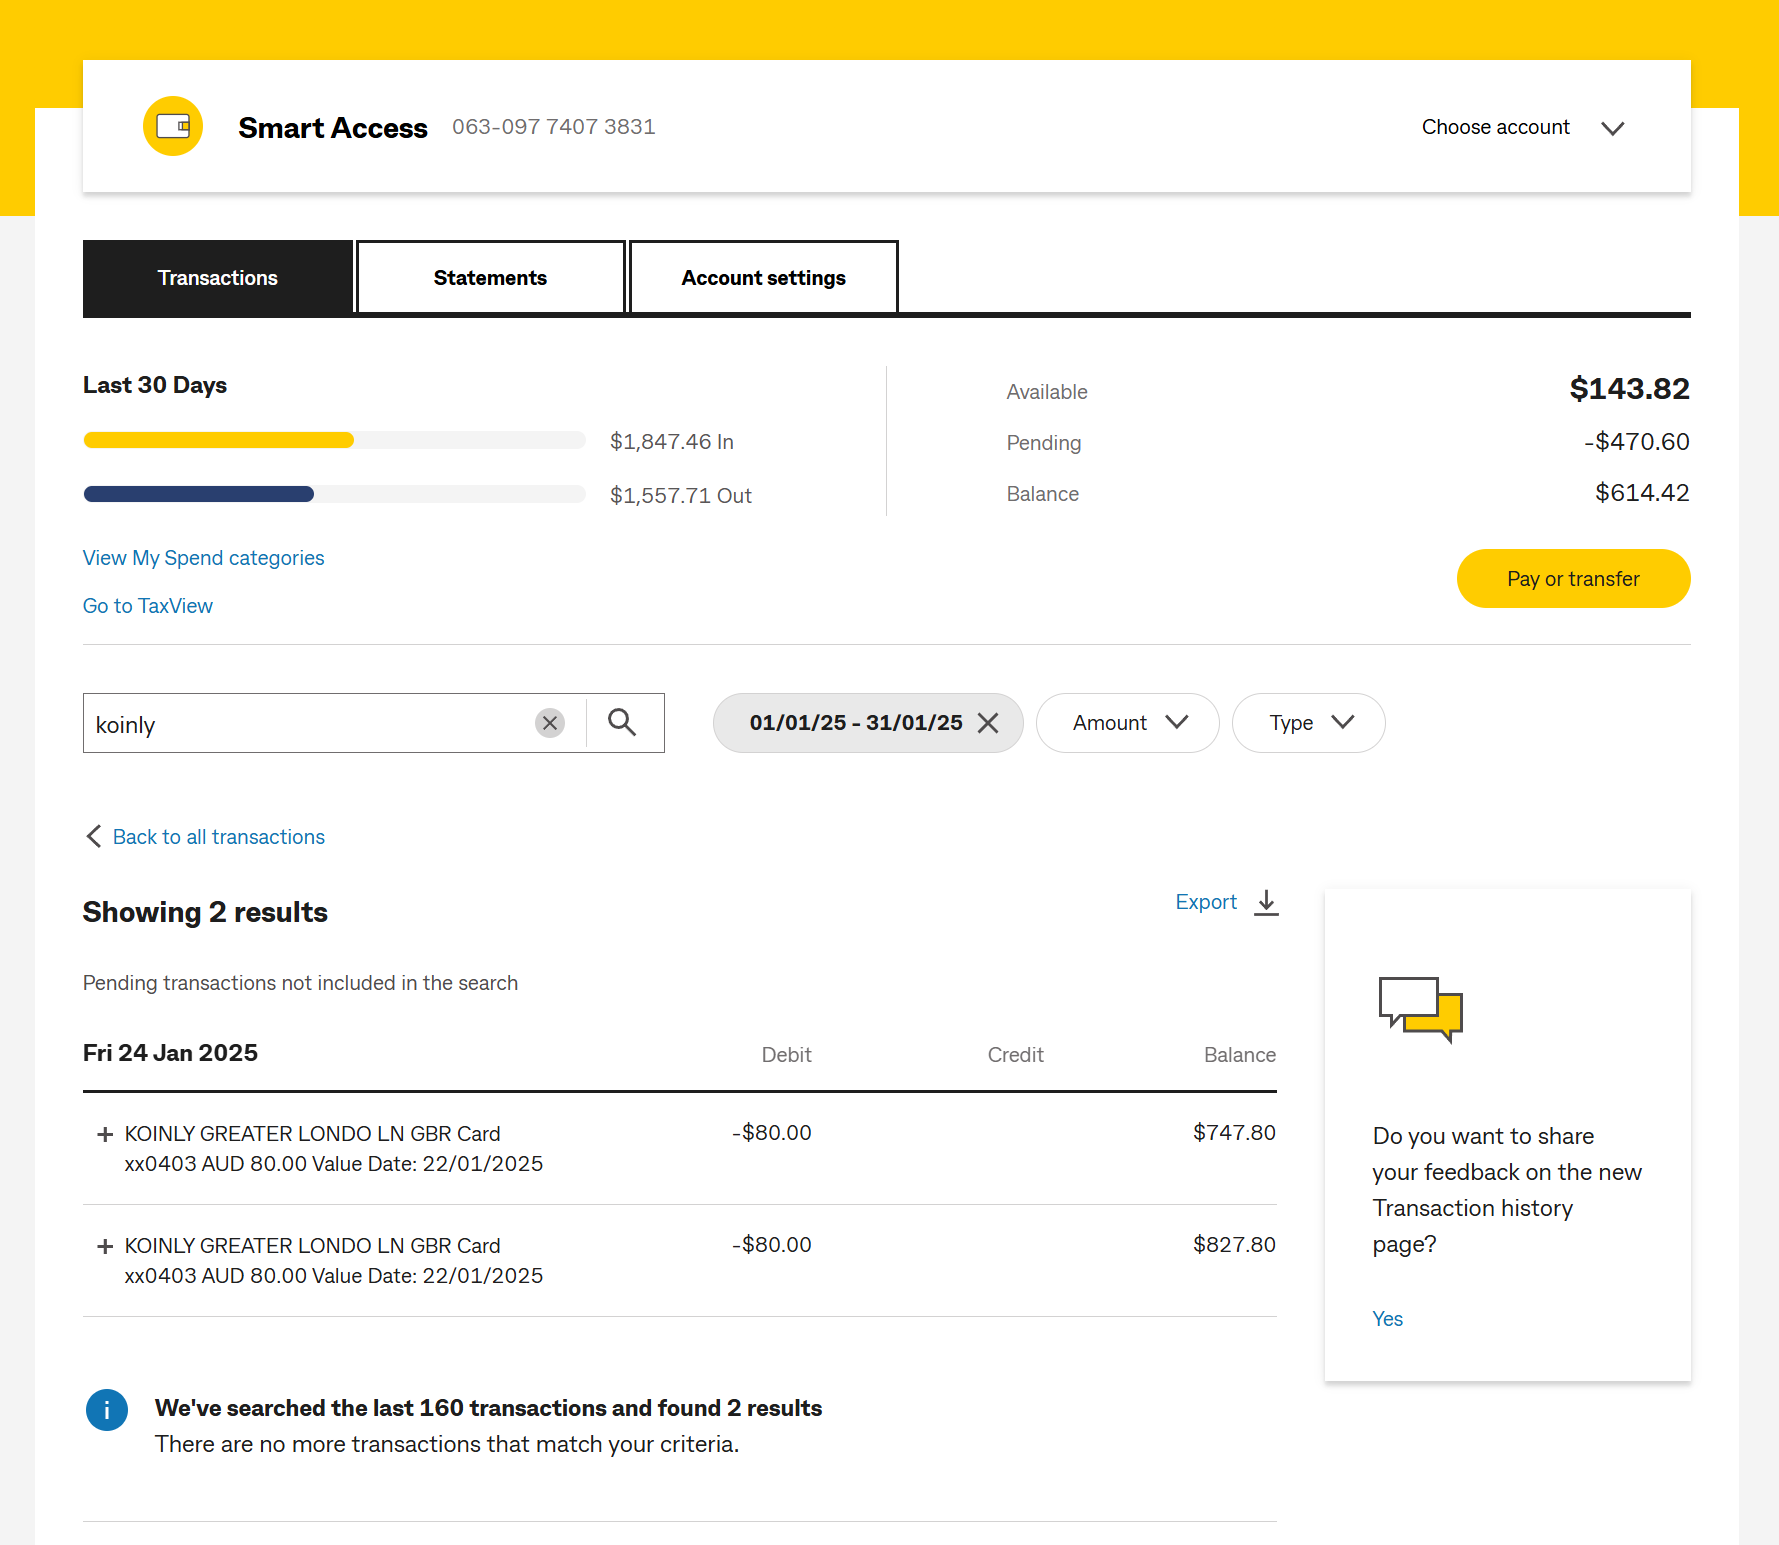 Smart Access 063-097 7407 3831 Choose account
Transactions Statements Account settings
Last 30 Days
$1,847.46 In
$1,557.71 Out
Available $143.82
Pending -$470.60
Balance $614.42
View My Spend categories
Go to TaxView
Pay or transfer
koinly
01/01/25 - 31/01/25 Amount Type
Back to all transactions
Showing 2 results
Export
Pending transactions not included in the search
Fri 24 Jan 2025 Debit Credit Balance
KOINLY GREATER LONDO LN GBR Card -$80.00 $747.80
xx0403 AUD 80.00 Value Date: 22/01/2025
KOINLY GREATER LONDO LN GBR Card -$80.00 $827.80
xx0403 AUD 80.00 Value Date: 22/01/2025
We've searched the last 160 transactions and found 2 results
There are no more transactions that match your criteria.
Do you want to share
your feedback on the new
Transaction history
page?
Yes